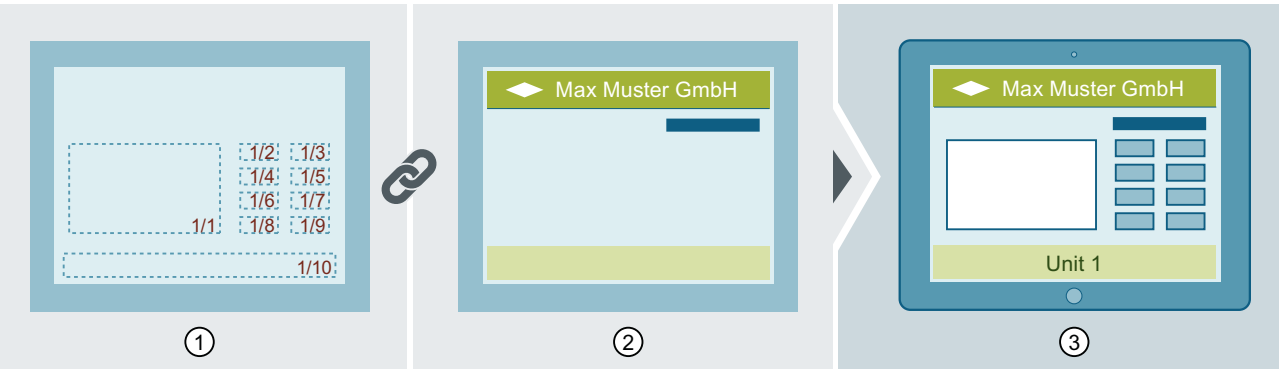 1/2 1/3
1/4 1/5
1/6 1/7
1/1 1/8 1/9
1/10
1
Max Muster GmbH
2
Max Muster GmbH
Unit 1
3